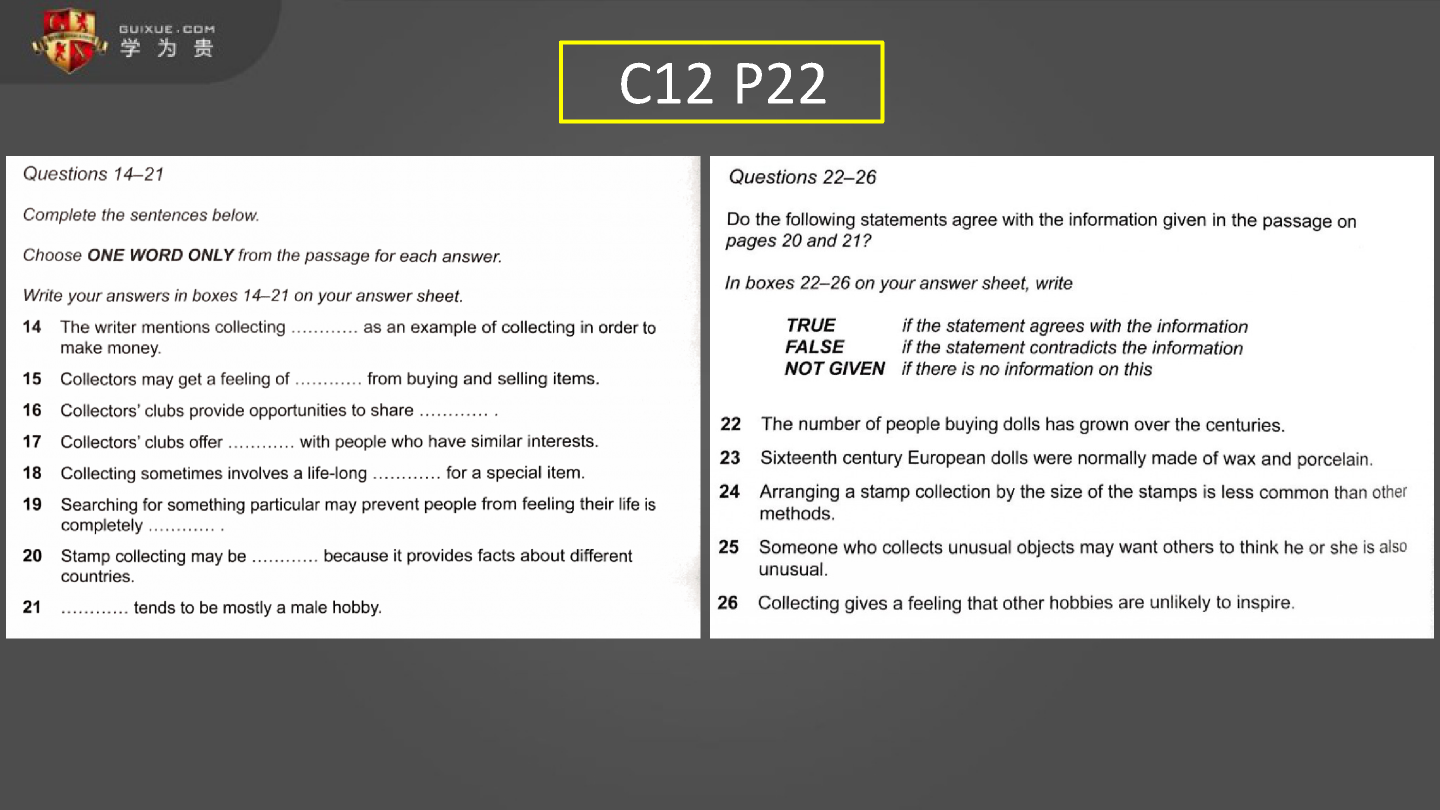 GUIXUE.COM
学为贵
C12 P22
Questions 14–21
Complete the sentences below.
Choose ONE WORD ONLY from the passage for each answer.
Write your answers in boxes 14–21 on your answer sheet.
14 The writer mentions collecting ............ as an example of collecting in order to
make money.
15 Collectors may get a feeling of ............ from buying and selling items.
16 Collectors' clubs provide opportunities to share ............ .
17 Collectors' clubs offer ............ with people who have similar interests.
18 Collecting sometimes involves a life-long ............ for a special item.
19 Searching for something particular may prevent people from feeling their life is
completely ............ .
20 Stamp collecting may be ............ because it provides facts about different
countries.
21 ............ tends to be mostly a male hobby.
Questions 22–26
Do the following statements agree with the information given in the passage on
pages 20 and 21?
In boxes 22–26 on your answer sheet, write
TRUE if the statement agrees with the information
FALSE if the statement contradicts the information
NOT GIVEN if there is no information on this
22 The number of people buying dolls has grown over the centuries.
23 Sixteenth century European dolls were normally made of wax and porcelain.
24 Arranging a stamp collection by the size of the stamps is less common than other
methods.
25 Someone who collects unusual objects may want others to think he or she is also
unusual.
26 Collecting gives a feeling that other hobbies are unlikely to inspire.